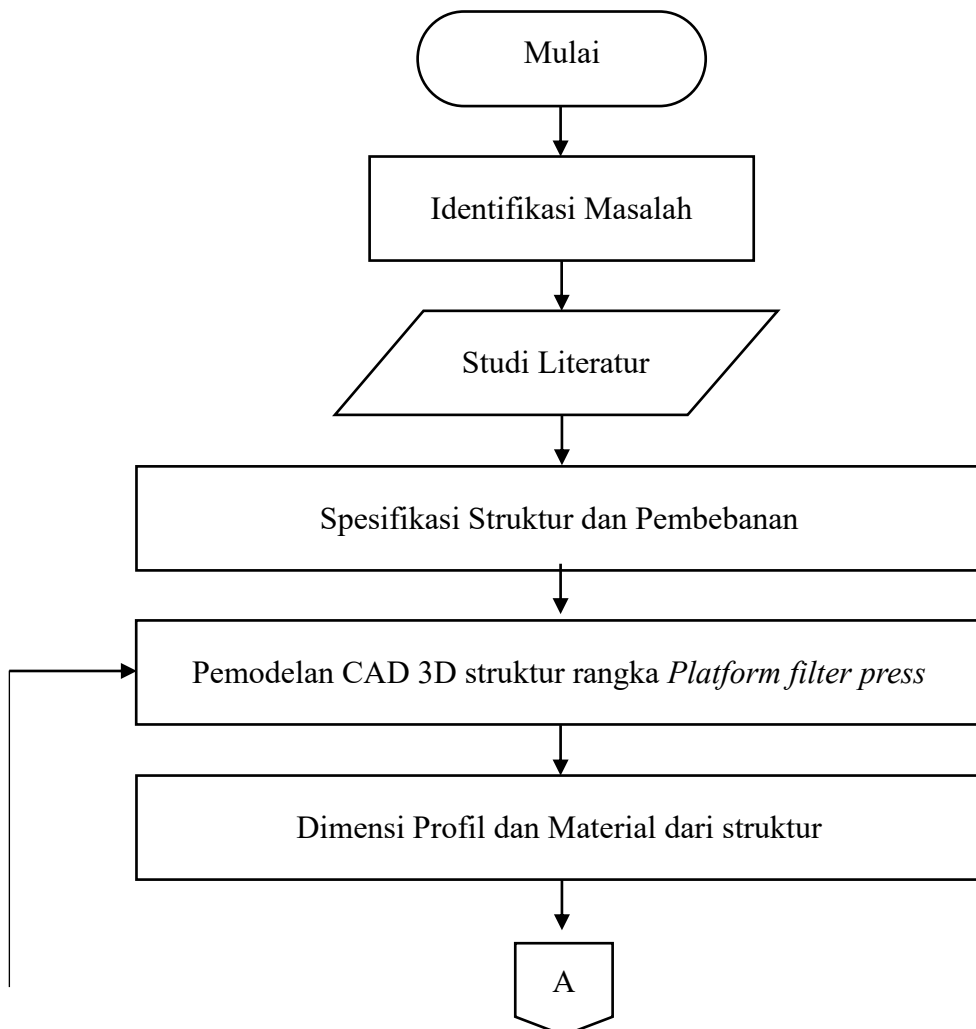 Mulai
Identifikasi Masalah
Studi Literatur
Spesifikasi Struktur dan Pembebanan
Pemodelan CAD 3D struktur rangka Platform filter press
Dimensi Profil dan Material dari struktur
A